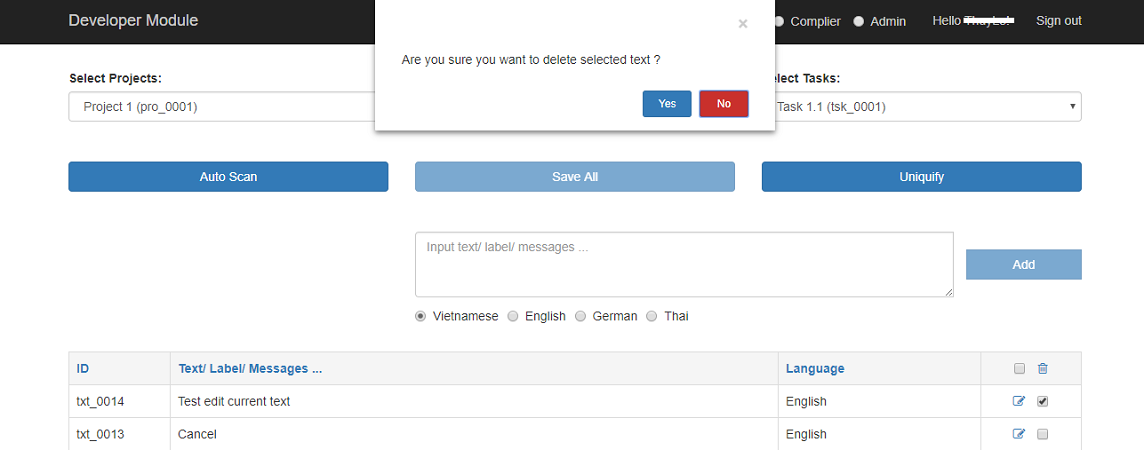 Developer Module
×
Complier Admin Hello Sign out
Are you sure you want to delete selected text ?
Yes No
Select Projects: elect Tasks:
Project 1 (pro_0001) Task 1.1 (tsk_0001)
Auto Scan Save All Uniquify
Input text/ label/ messages ...
Add
Vietnamese English German Thai
ID Text/ Label/ Messages ... Language
txt_0014 Test edit current text English
txt_0013 Cancel English